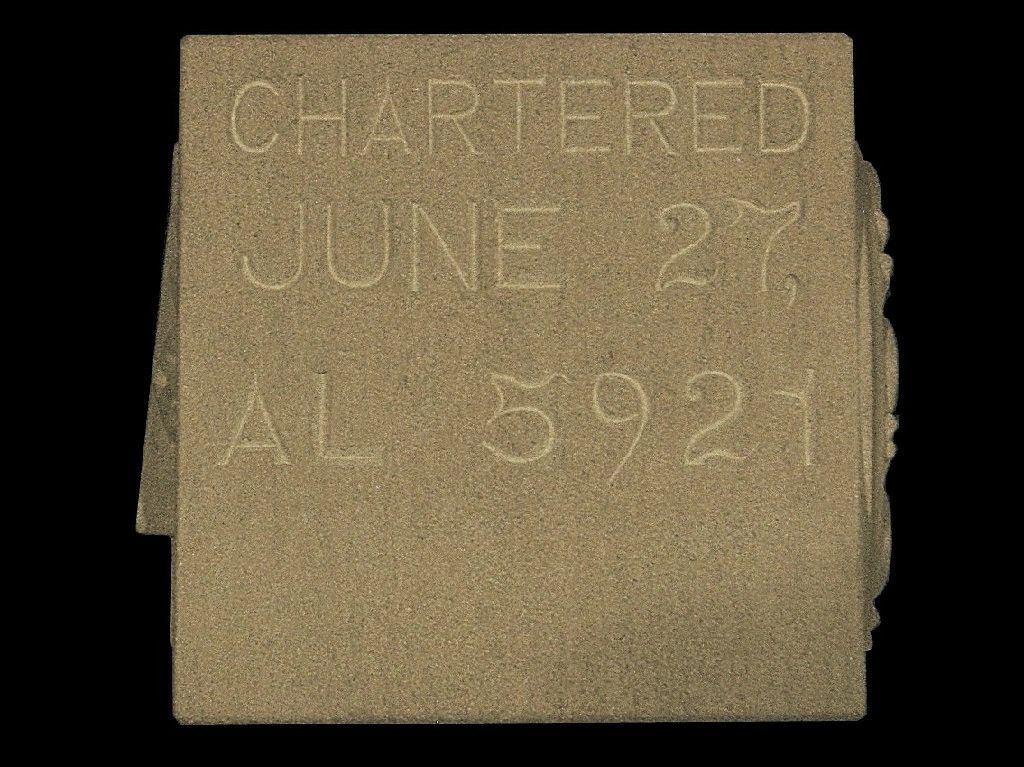 CHARTERED
JUNE 27,
AL 5921